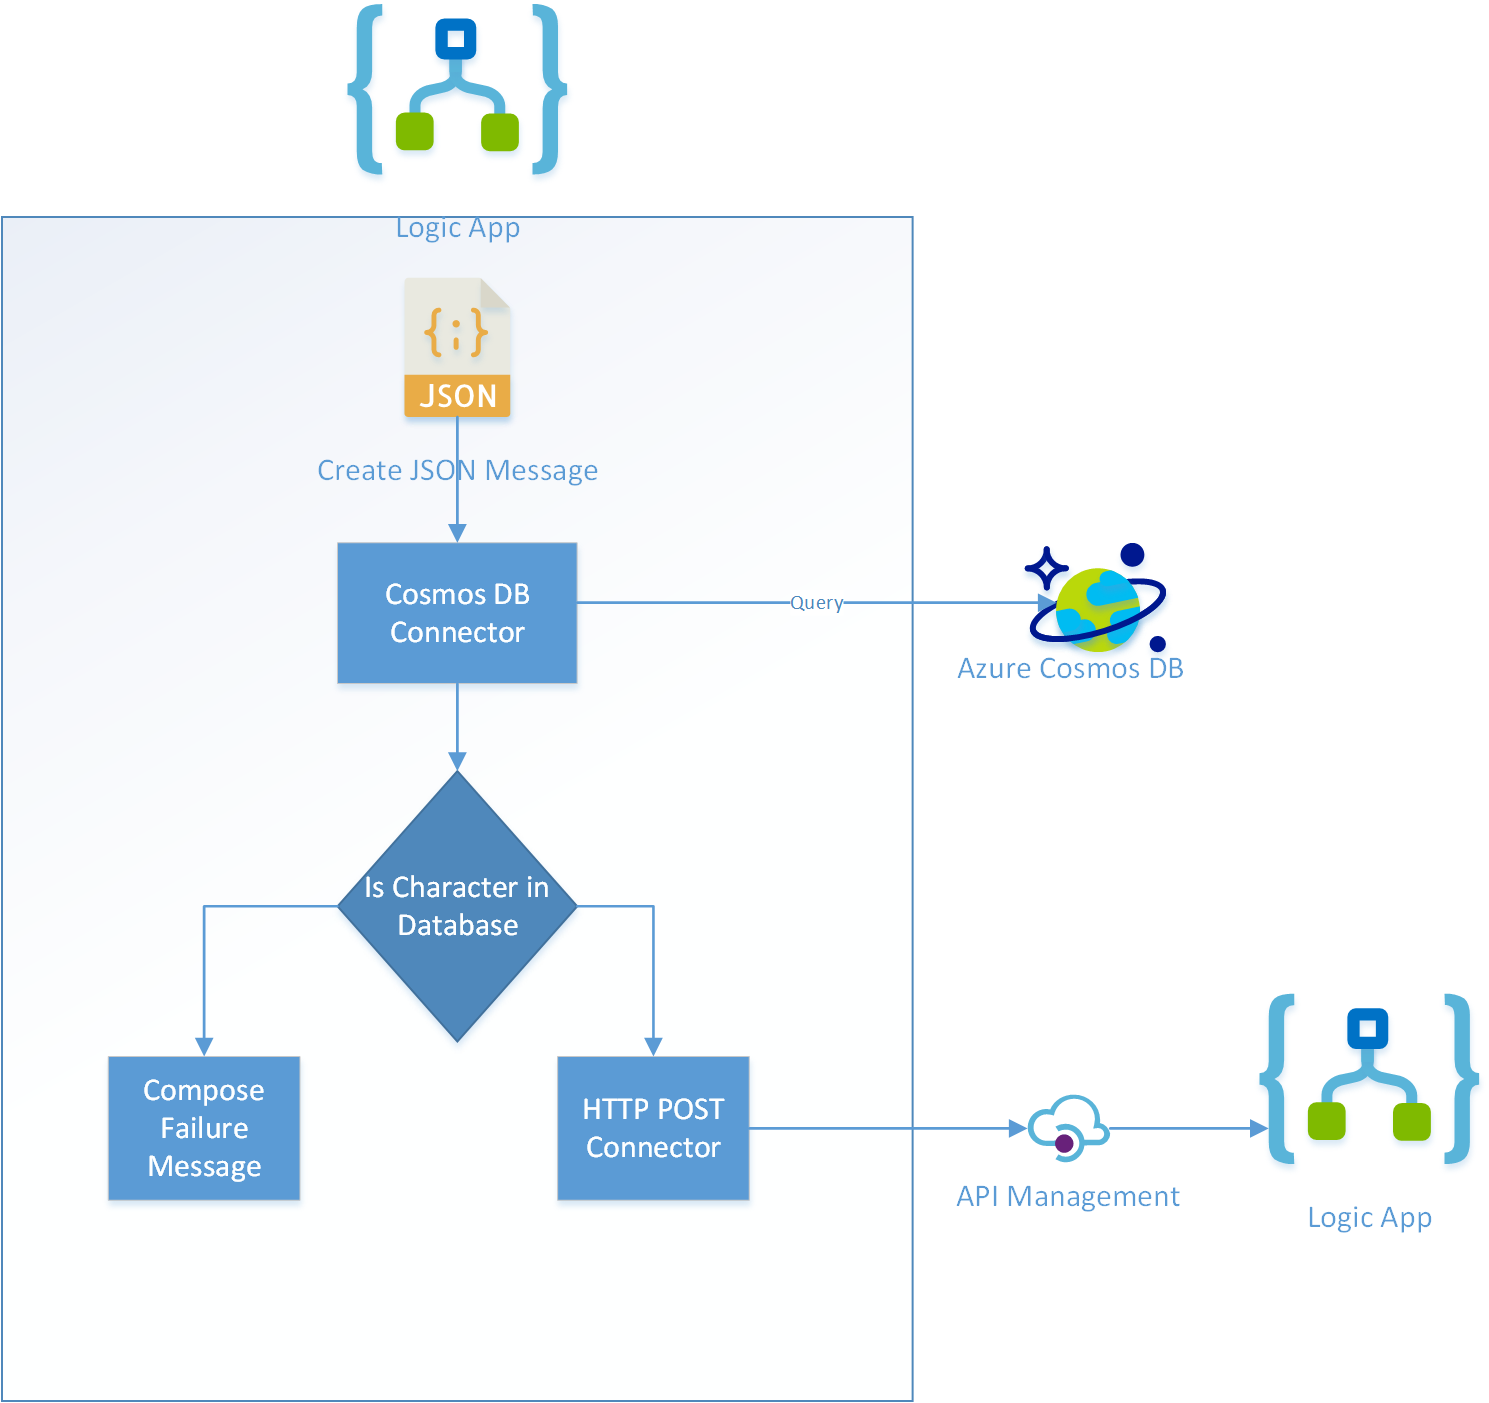 Logic App
{;}
JSON
Create JSON Message
Cosmos DB
Connector
Query
Azure Cosmos DB
Is Character in
Database
Compose
Failure
Message
HTTP POST
Connector
API Management
Logic App